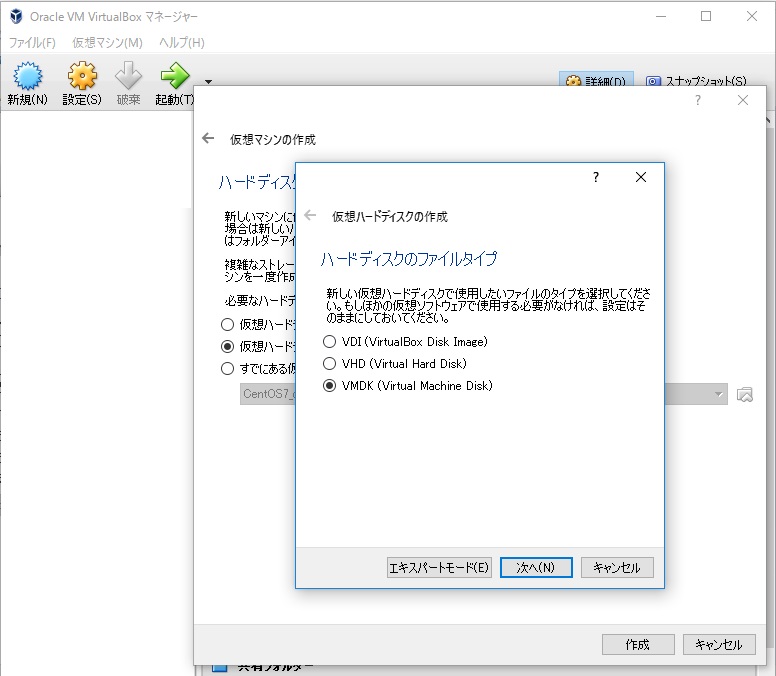 Oracle VM VirtualBox マネージャー
ファイル(F) 仮想マシン(M) ヘルプ(H)
新規(N) 設定(S) 破棄 起動(T)
詳細(D) スナップショット(S)
?
仮想マシンの作成
ハードディス
新しいマシンに
場合は新しい
はフォルダーアイ
複雑なストレー
シンを一度作成
必要なハードデ
仮想ハード
仮想ハード
すでにある仮
CentOS7_
?
仮想ハードディスクの作成
ハードディスクのファイルタイプ
新しい仮想ハードディスクで使用したいファイルのタイプを選択してくださ
い。もしほかの仮想ソフトウェアで使用する必要がなければ、設定はそ
のままにしておいてください。
VDI (VirtualBox Disk Image)
VHD (Virtual Hard Disk)
VMDK (Virtual Machine Disk)
エキスパートモード(E) 次へ(N) キャンセル
作成 キャンセル
共有フォルダー